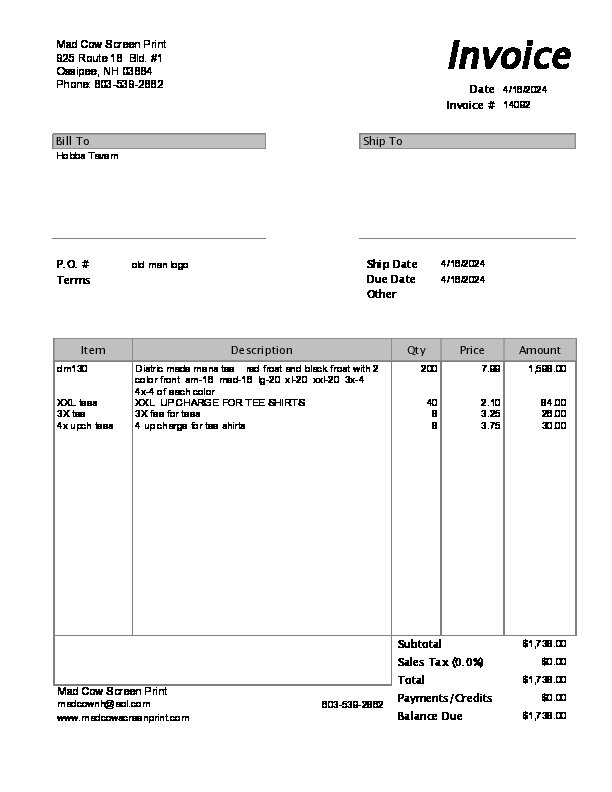 Mad Cow Screen Print
925 Route 16 Bld. #1
Ossipee, NH 03864
Phone: 603-539-2882
Invoice
Date 4/16/2024
Invoice # 14092
Bill To
Ship To
Hobbs Tavern
P.O. # old man logo
Terms
Ship Date 4/16/2024
Due Date 4/16/2024
Other
Item Description Qty Price Amount
dm130 Distric made mens tee red frost and black frost with 2 200 7.99 1,598.00
color front sm-16 med-16 lg-20 xl-20 xxl-20 3x-4
4x-4 of each color
XXL tees XXL UPCHARGE FOR TEE SHIRTS 40 2.10 84.00
3X tee 3X fee for tees 8 3.25 26.00
4x upch tees 4 upcharge for tee shirts 8 3.75 30.00
Subtotal $1,738.00
Sales Tax (0.0%) $0.00
Total $1,738.00
Payments/Credits $0.00
Balance Due $1,738.00
Mad Cow Screen Print
madcownh@aol.com 603-539-2882
www.madcowscreenprint.com